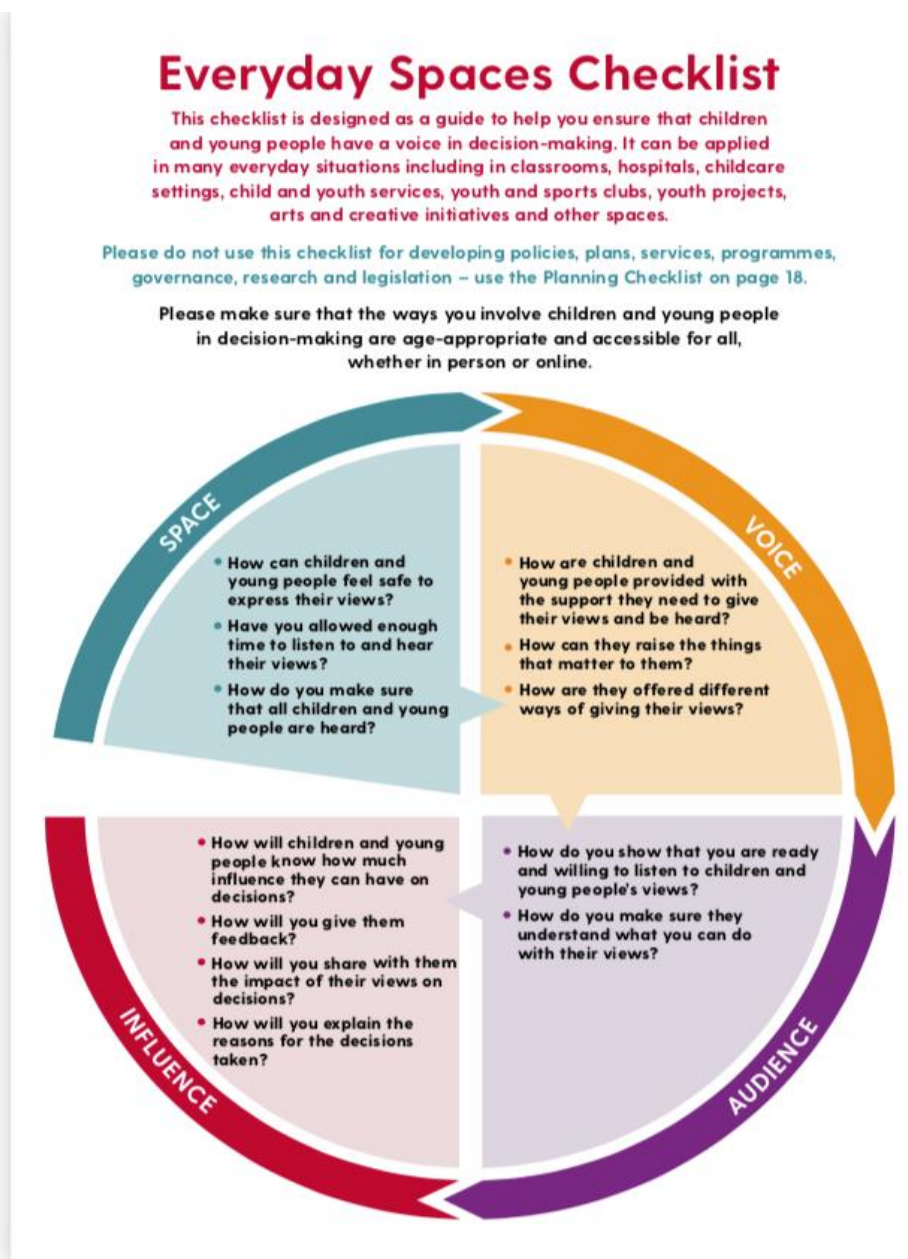 Everyday Spaces Checklist
This checklist is designed as a guide to help you ensure that children
and young people have a voice in decision-making. It can be applied
in many everyday situations including in classrooms, hospitals, childcare
settings, child and youth services, youth and sports clubs, youth projects,
arts and creative initiatives and other spaces.
Please do not use this checklist for developing policies, plans, services, programmes,
governance, research and legislation – use the Planning Checklist on page 18.
Please make sure that the ways you involve children and young people
in decision-making are age-appropriate and accessible for all,
whether in person or online.
SPACE
• How can children and
young people feel safe to
express their views?
• Have you allowed enough
time to listen to and hear
their views?
• How do you make sure
that all children and young
people are heard?
VOICE
• How are children and
young people provided with
the support they need to give
their views and be heard?
• How can they raise the things
that matter to them?
• How are they offered different
ways of giving their views?
AUDIENCE
• How do you show that you are ready
and willing to listen to children and
young people's views?
• How do you make sure they
understand what you can do
with their views?
INFLUENCE
• How will children and young
people know how much
influence they can have on
decisions?
• How will you give them
feedback?
• How will you share with them
the impact of their views on
decisions?
• How will you explain the
reasons for the decisions
taken?